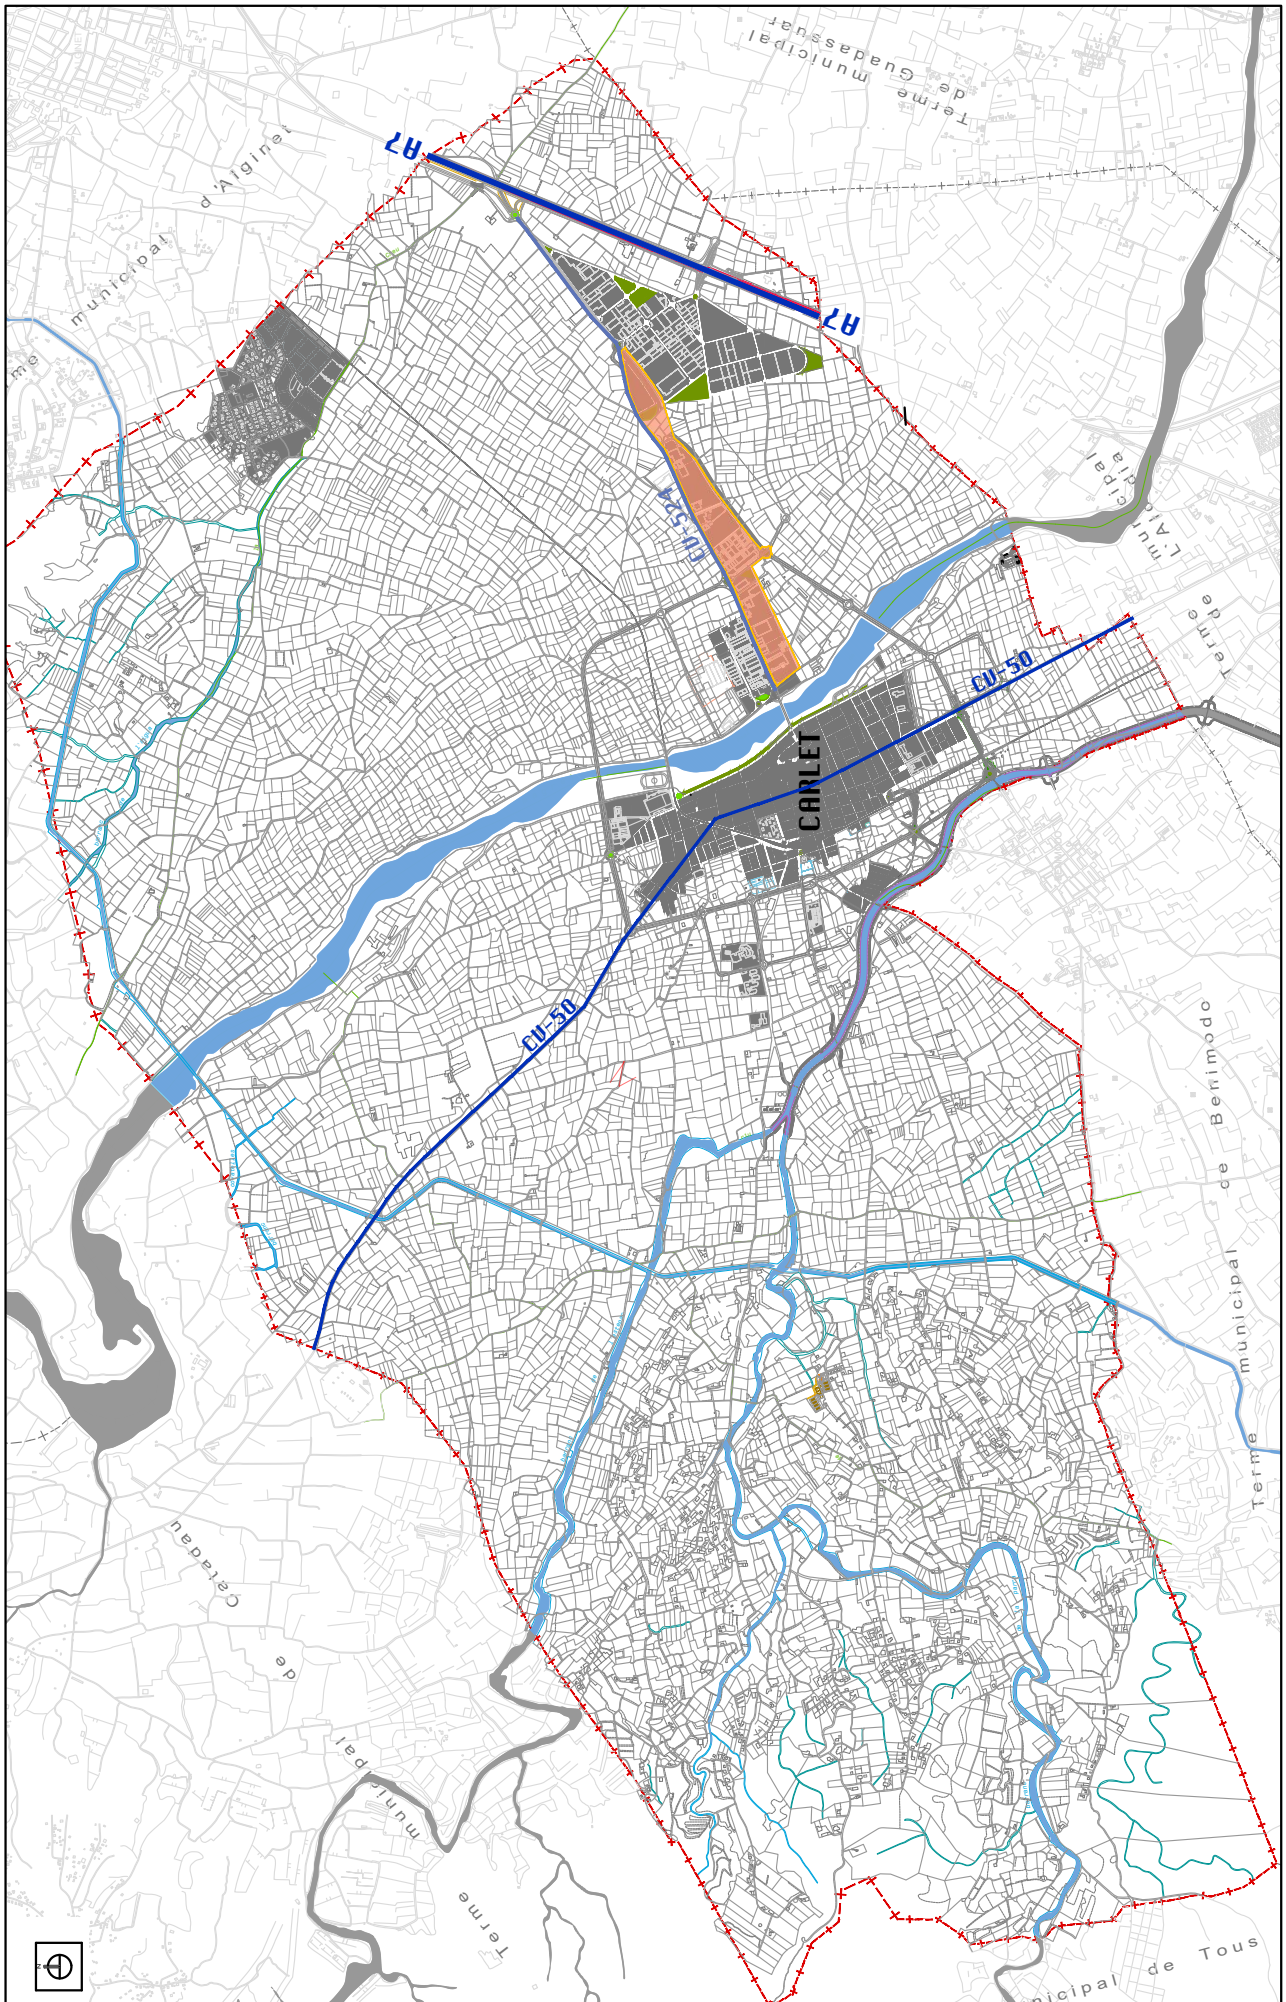 Terme
de
Guadassuar
municipal
A7
d'Alginet
municipal
A7
CV-524
L'Alcúdia
municipal
Terme de
CV-50
CARLET
CV-50
Terme municipal de Benimodo
Terme municipal de Catadau
municipal de Tous
N